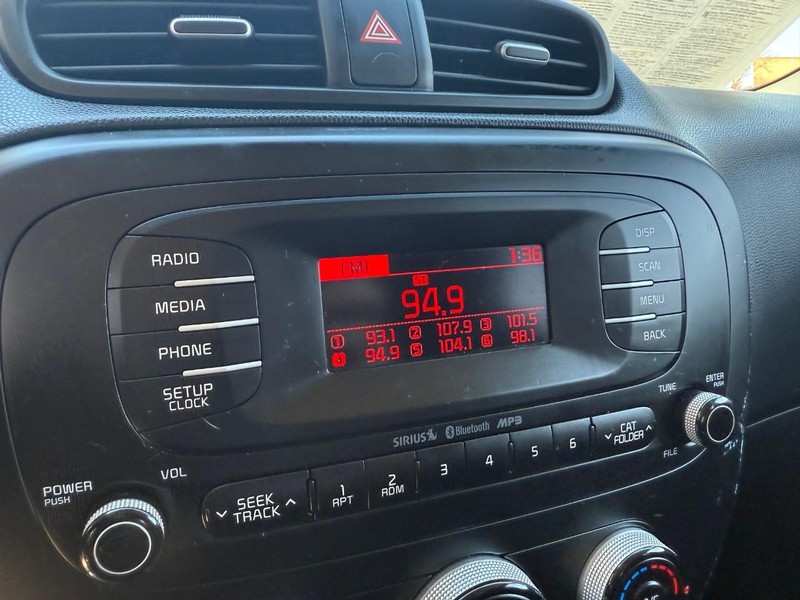 RADIO
MEDIA
PHONE
SETUP
CLOCK
FM1
1:36
ST
94.9
1 93.1 2 107.9 3 101.5
4 94.9 5 104.1 6 98.1
DISP
SCAN
MENU
BACK
SIRIUS Bluetooth MP3
POWER
PUSH
VOL
SEEK
TRACK
1
RPT
2
RDM
3
4
5
6
CAT
FOLDER
TUNE
FILE
ENTER
PUSH